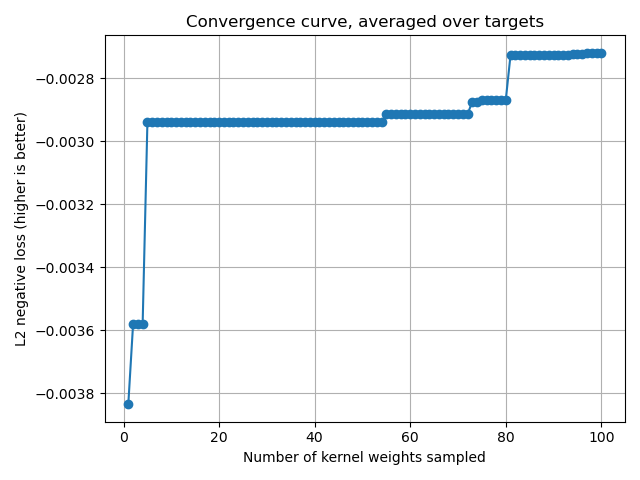 Convergence curve, averaged over targets
L2 negative loss (higher is better)
−0.0028
−0.0030
−0.0032
−0.0034
−0.0036
−0.0038
0 20 40 60 80 100
Number of kernel weights sampled